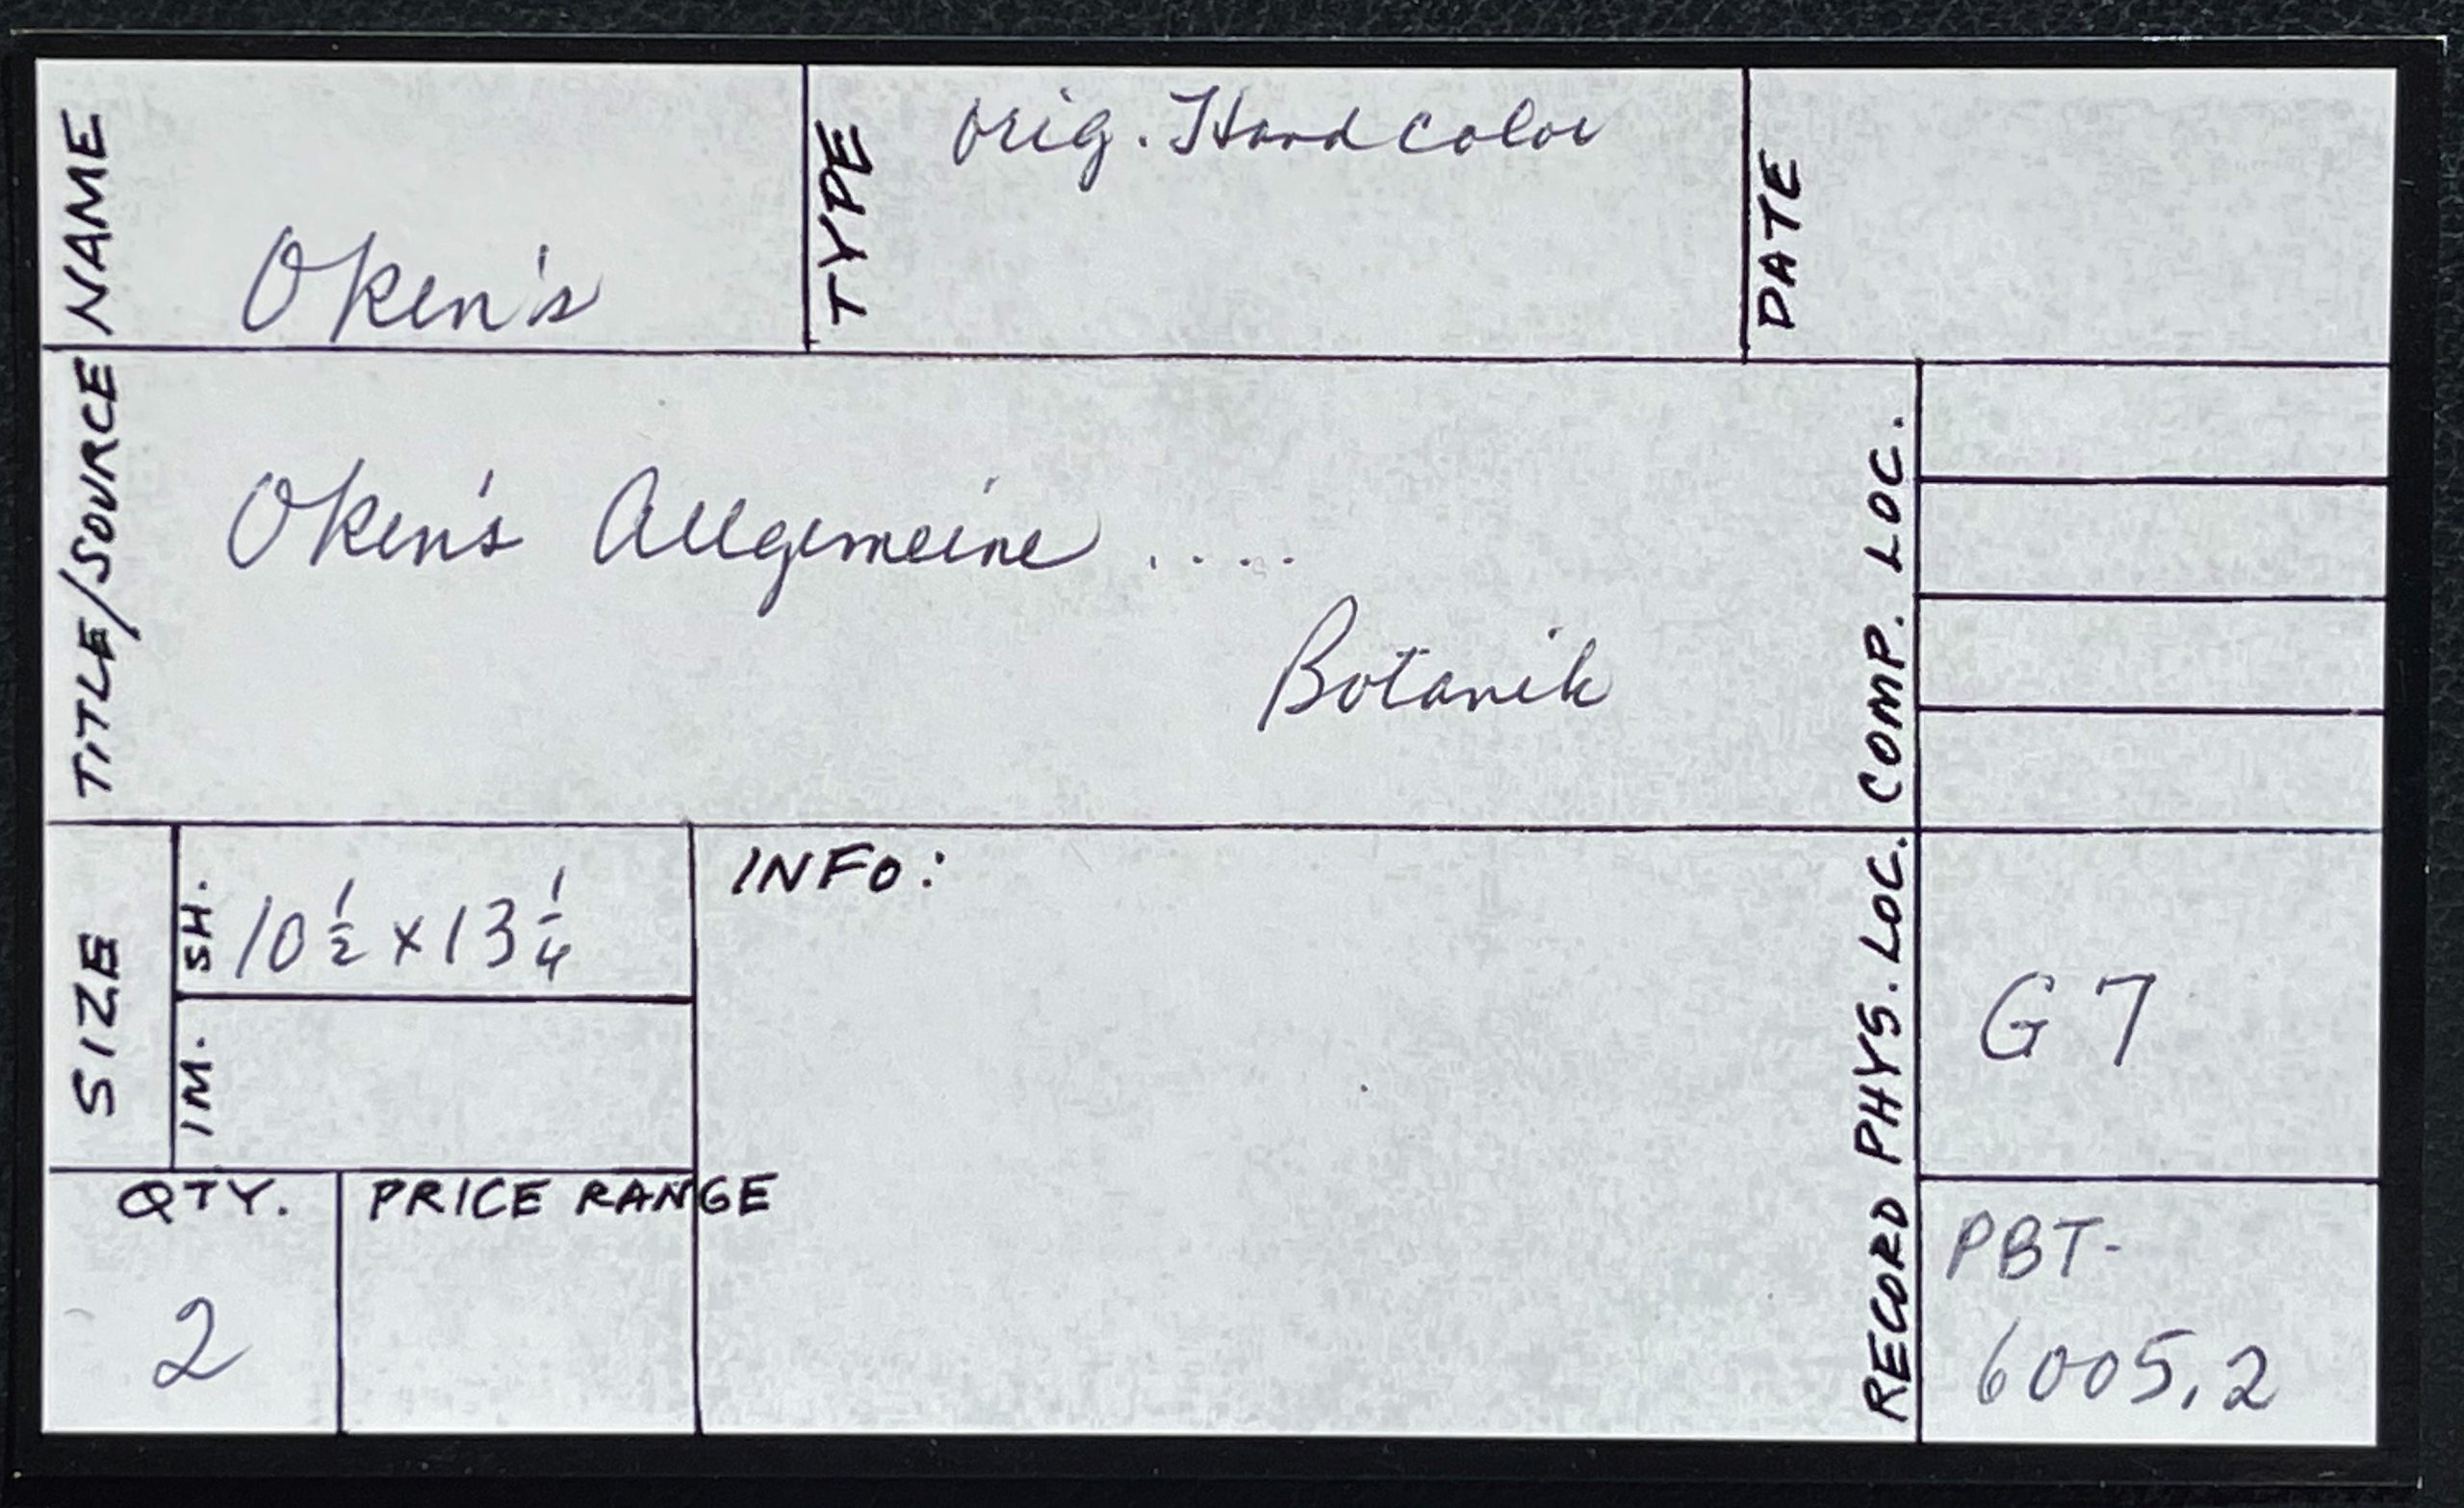 NAME
Oken's
TYPE
Orig. Hand color
DATE
TITLE/SOURCE
Oken's Allgemeine .....
Botanik
COMP. LOC.
SIZE
SH.
10 1/2 x 13 1/4
IM.
INFO:
PHYS. LOC.
G 7
QTY.
2
PRICE RANGE
RECORD
PBT-
6005.2